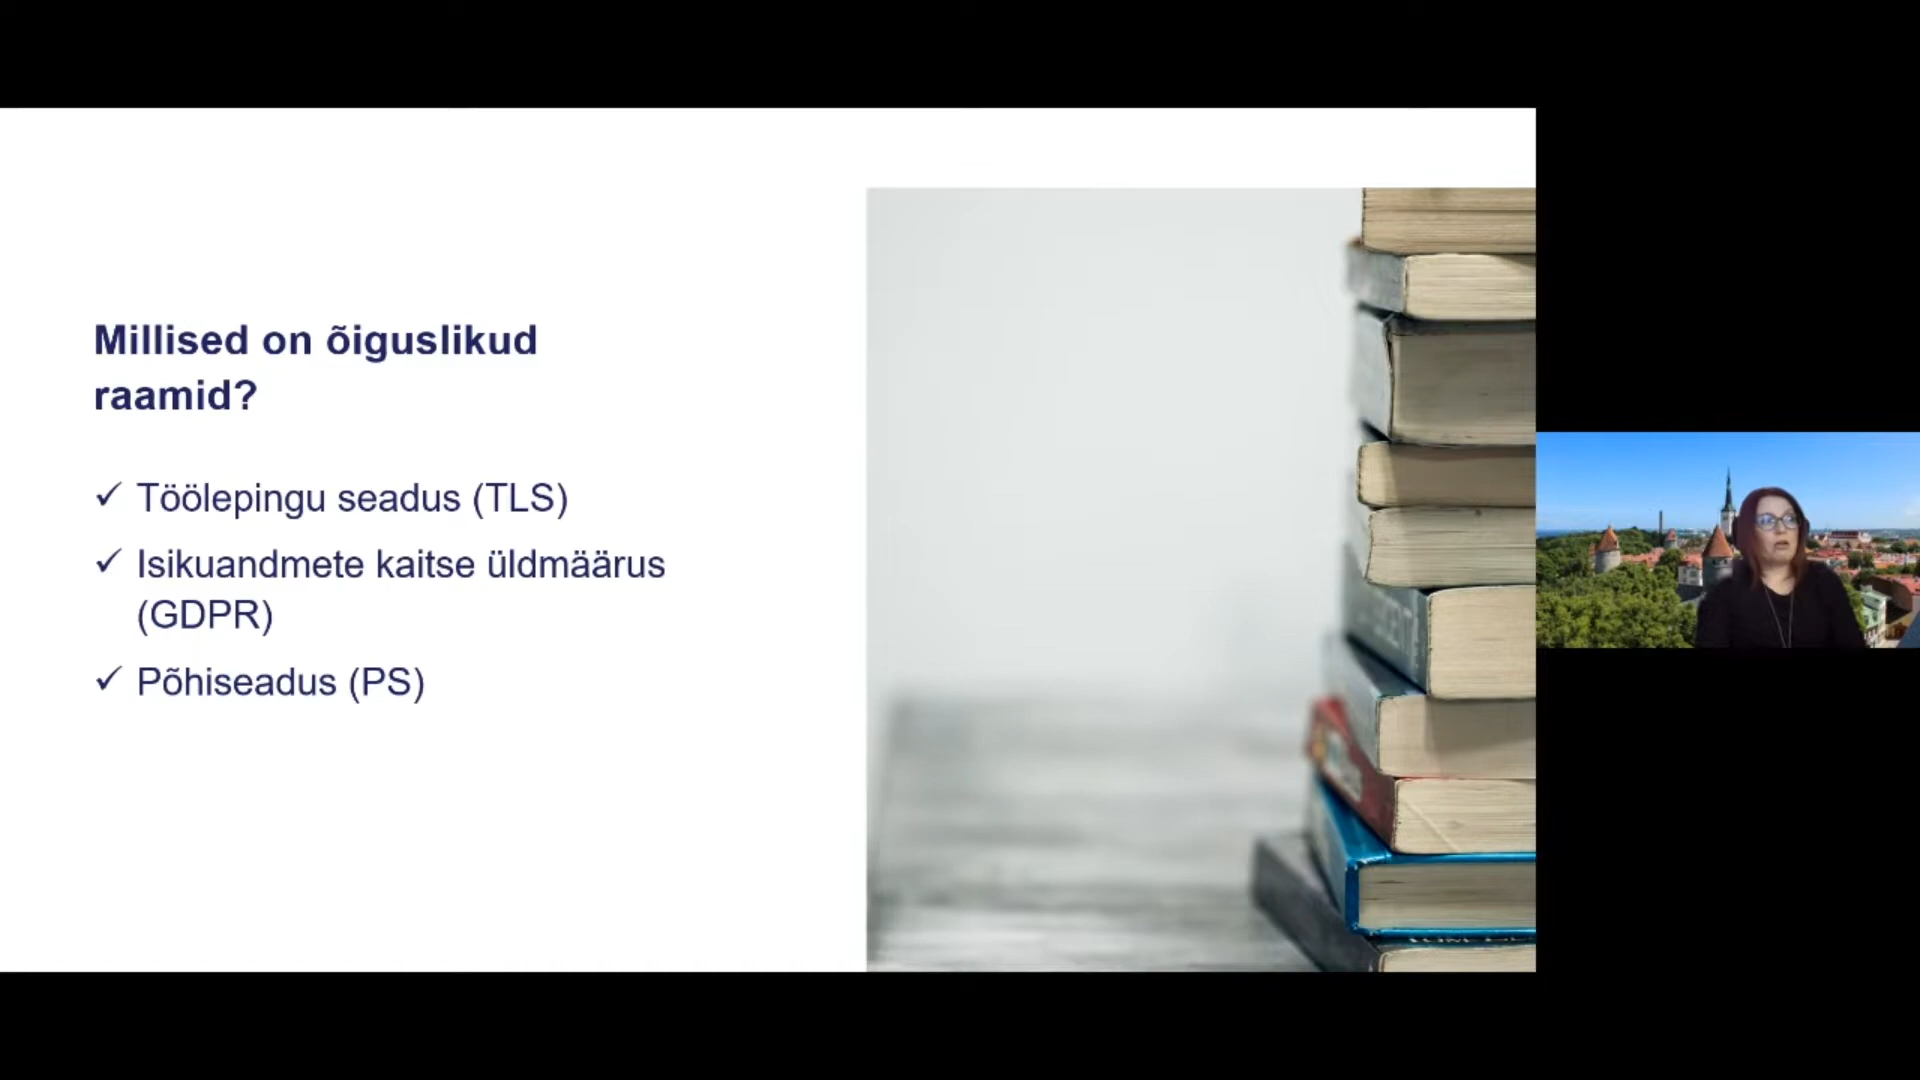 Millised on õiguslikud
raamid?
✓ Töölepingu seadus (TLS)
✓ Isikuandmete kaitse üldmäärus
(GDPR)
✓ Põhiseadus (PS)